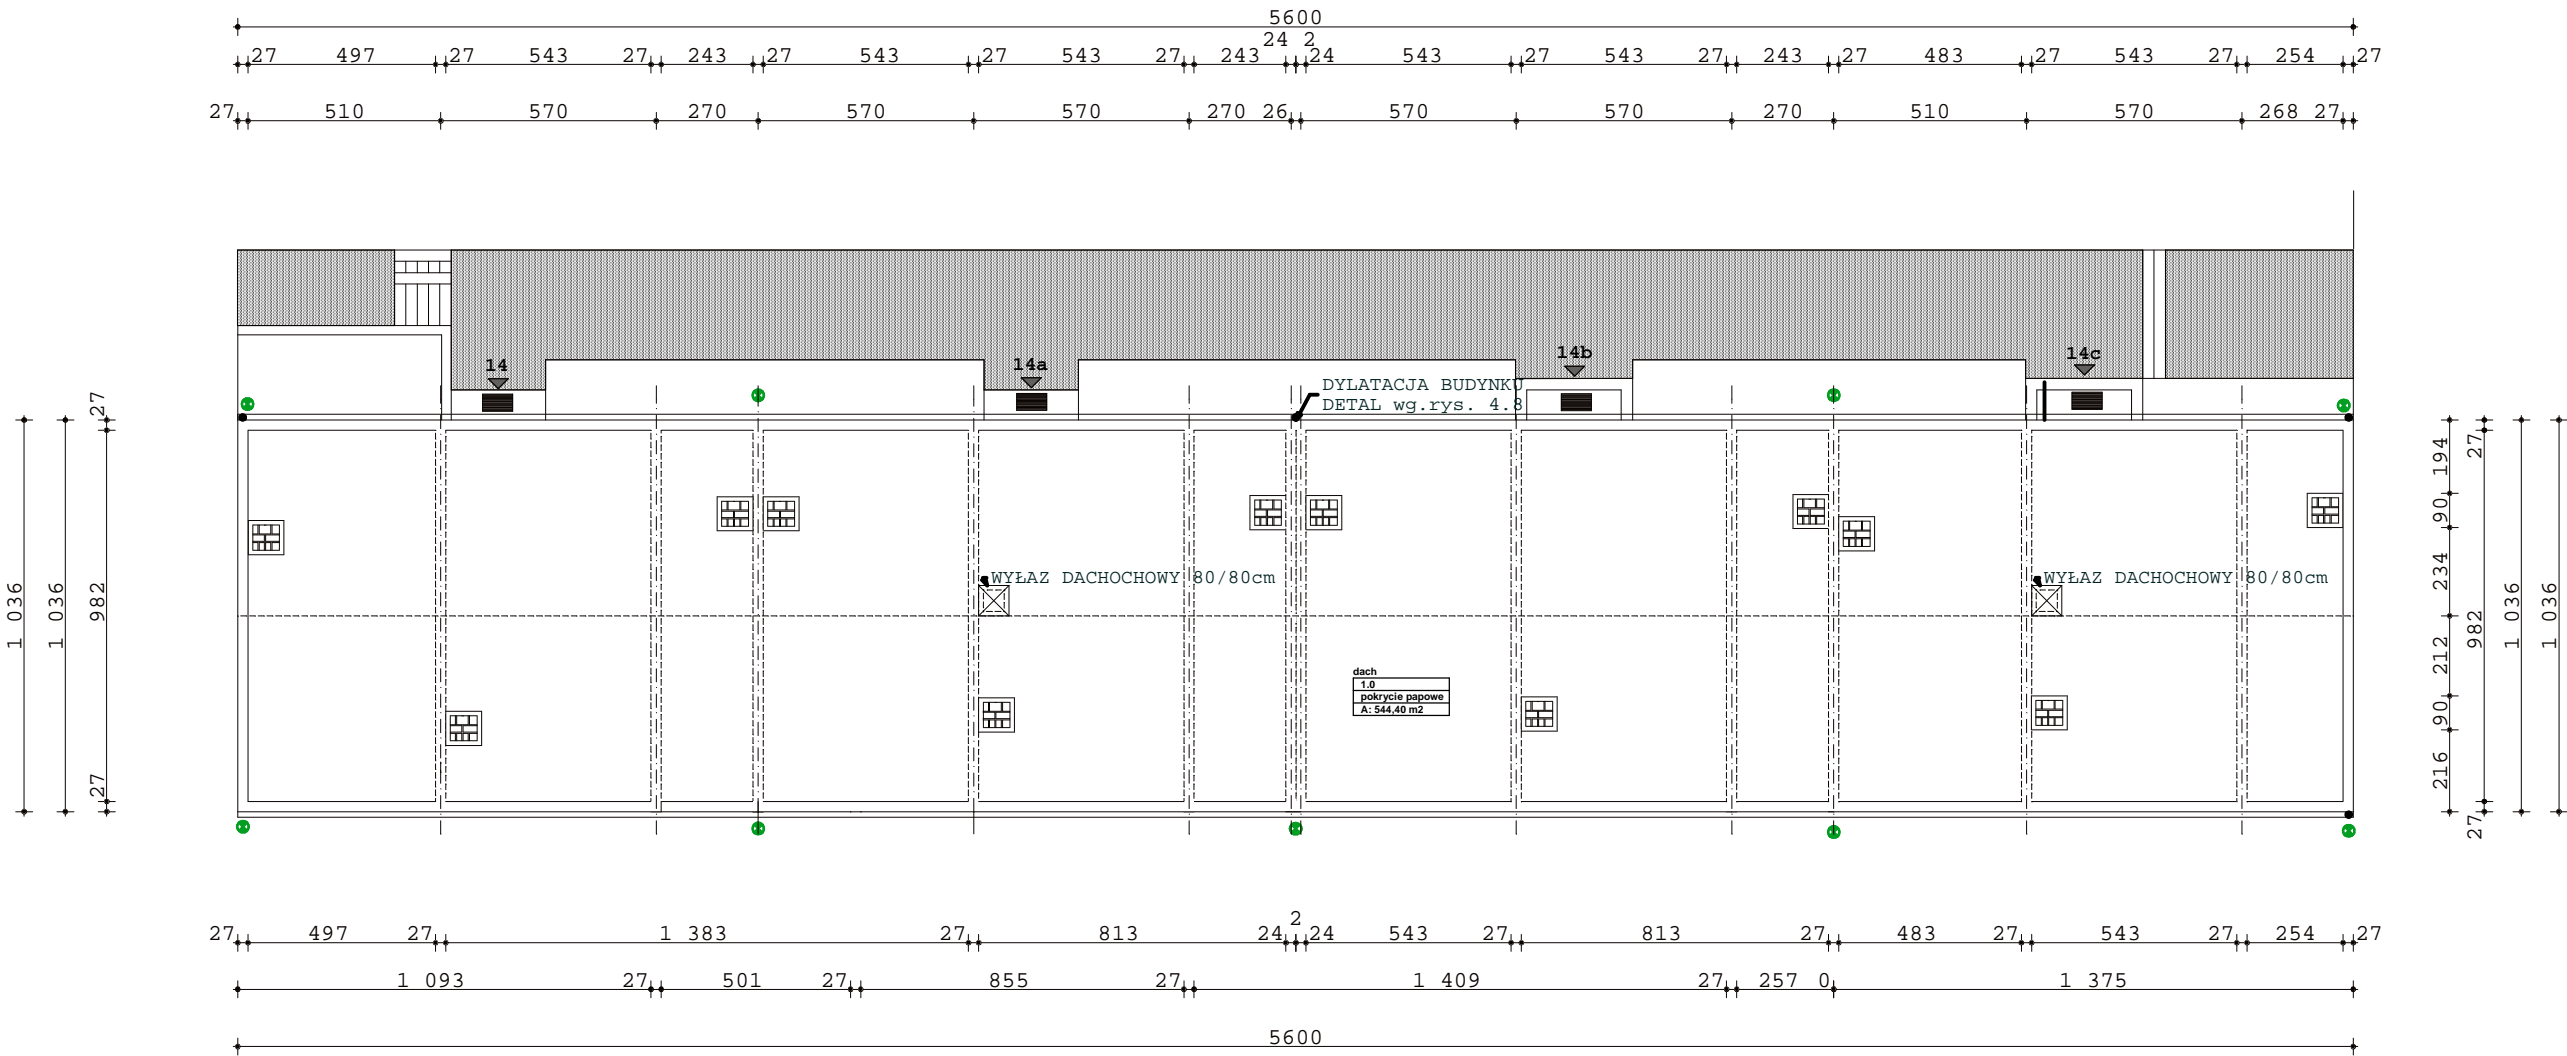 5600
24 2
27 497 27 543 27 243 27 543 27 543 27 243 24 543 27 543 27 243 27 483 27 543 27 254 27
27 510 570 270 570 570 270 26 570 570 270 510 570 268 27
14 14a 14b 14c
DYLATACJA BUDYNKU
DETAL wg.rys. 4.8
WYŁAZ DACHOCHOWY 80/80cm
WYŁAZ DACHOCHOWY 80/80cm
dach
1.0
pokrycie papowe
A: 544,40 m2
1 036
1 036
27 982 27
194 90 234 212 90 216
27 982 27
1 036
1 036
2
27 497 27 1 383 27 813 24 24 543 27 813 27 483 27 543 27 254 27
1 093 27 501 27 855 27 1 409 27 257 0 1 375
5600